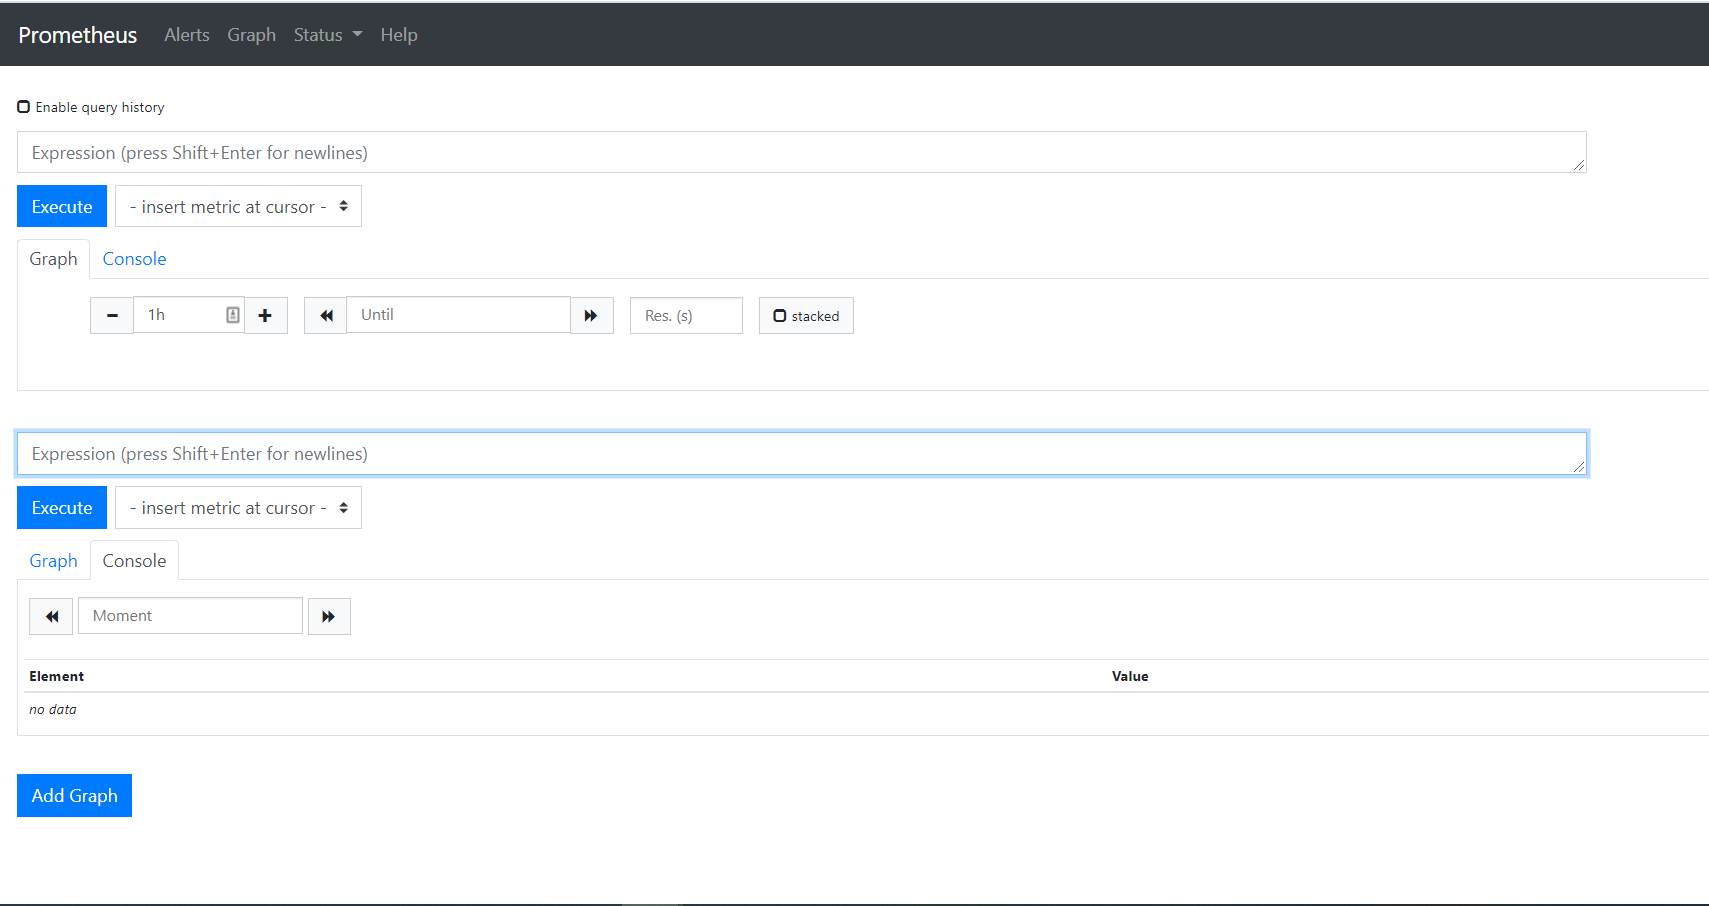 Prometheus Alerts Graph Status Help
Enable query history
Expression (press Shift+Enter for newlines)
Execute - insert metric at cursor -
Graph Console
1h Until Res. (s) stacked
Expression (press Shift+Enter for newlines)
Execute - insert metric at cursor -
Graph Console
Moment
Element Value
no data
Add Graph